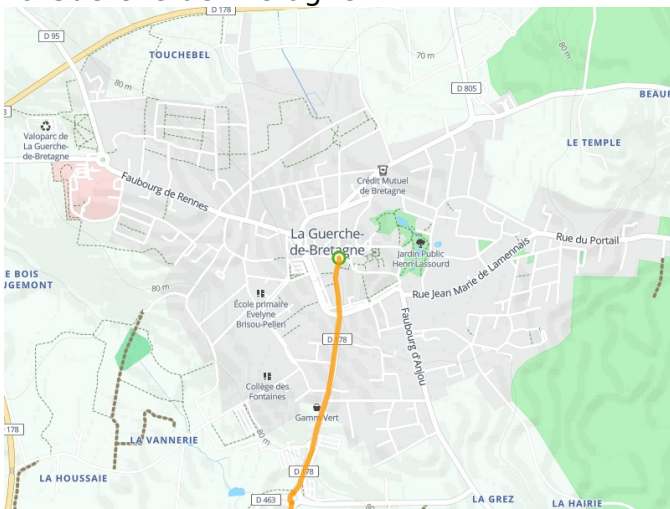 D 178
D 95
TOUCHEBEL
80 m
70 m
D 805
BEAUF
Valoparc de
La Guerche-
de-Bretagne
LE TEMPLE
Crédit Mutuel
de Bretagne
Faubourg de Rennes
La Guerche-
de-Bretagne
Jardin Public
Henri Lassourd
Rue du Portail
Rue Jean Marie de Lamennais
E BOIS
UGEMONT
80 m
École primaire
Evelyne
Brisou-Pellen
Faubourg d'Anjou
D 178
Collège des
Fontaines
Gamm Vert
178
LA VANNERIE
80 m
LA HOUSSAIE
D 178
D 463
LA GREZ
LA HAIRIE
80 m